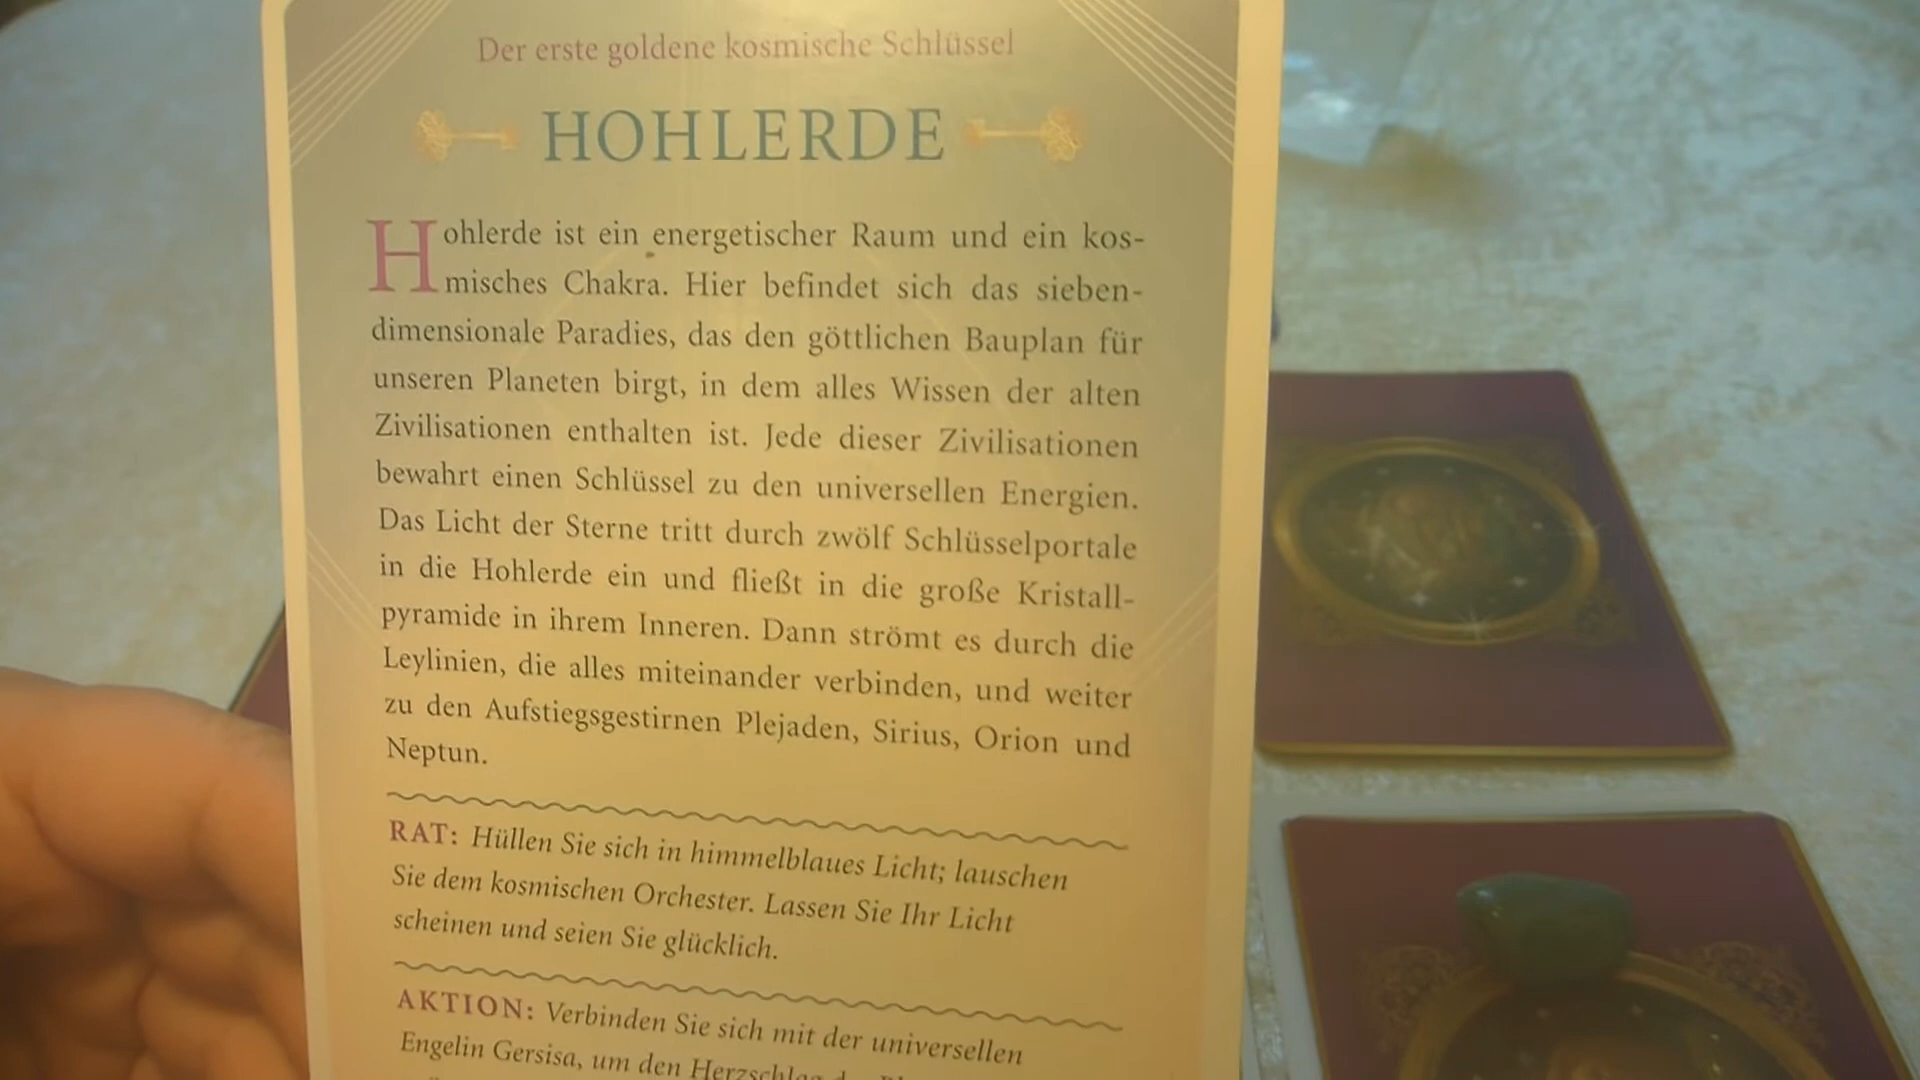 Der erste goldene kosmische Schlüssel
HOHLERDE
Hohlerde ist ein energetischer Raum und ein kos-
misches Chakra. Hier befindet sich das sieben-
dimensionale Paradies, das den göttlichen Bauplan für
unseren Planeten birgt, in dem alles Wissen der alten
Zivilisationen enthalten ist. Jede dieser Zivilisationen
bewahrt einen Schlüssel zu den universellen Energien.
Das Licht der Sterne tritt durch zwölf Schlüsselportale
in die Hohlerde ein und fließt in die große Kristall-
pyramide in ihrem Inneren. Dann strömt es durch die
Leylinien, die alles miteinander verbinden, und weiter
zu den Aufstiegsgestirnen Plejaden, Sirius, Orion und
Neptun.
RAT: Hüllen Sie sich in himmelblaues Licht; lauschen
Sie dem kosmischen Orchester. Lassen Sie Ihr Licht
scheinen und seien Sie glücklich.
AKTION: Verbinden Sie sich mit der universellen
Engelin Gersisa, um den Herzschlag